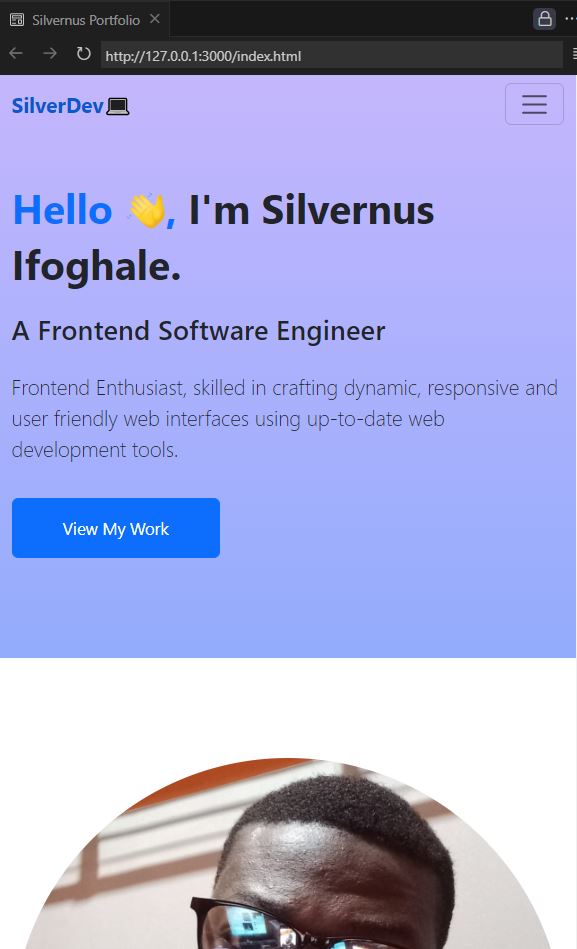 Silvernus Portfolio
http://127.0.0.1:3000/index.html
SilverDev💻
Hello 👋, I'm Silvernus
Ifoghale.
A Frontend Software Engineer
Frontend Enthusiast, skilled in crafting dynamic, responsive and
user friendly web interfaces using up-to-date web
development tools.
View My Work